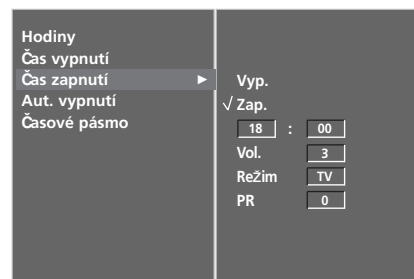 Hodiny
Čas vypnutí
Čas zapnutí ►
Aut. vypnutí
Časové pásmo
Vyp.
√ Zap.
18 : 00
Vol. 3
Režim TV
PR 0